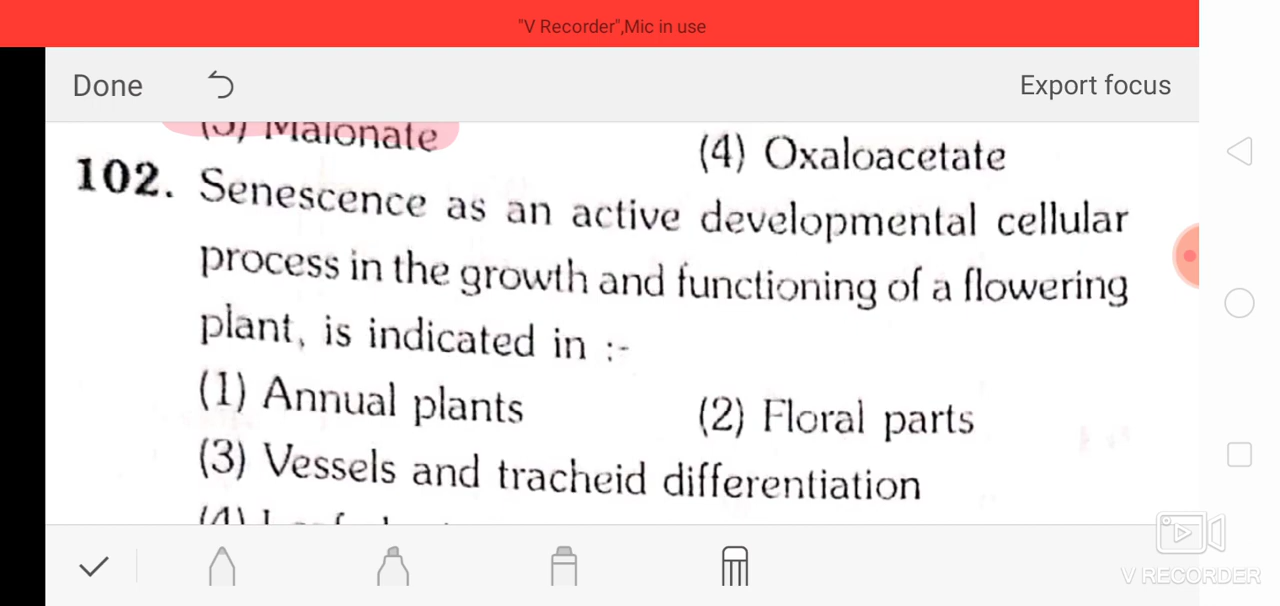 "V Recorder",Mic in use
Done
Export focus
(3) Malonate
(4) Oxaloacetate
102. Senescence as an active developmental cellular
process in the growth and functioning of a flowering
plant, is indicated in :-
(1) Annual plants
(2) Floral parts
(3) Vessels and tracheid differentiation
(4)
V RECORDER